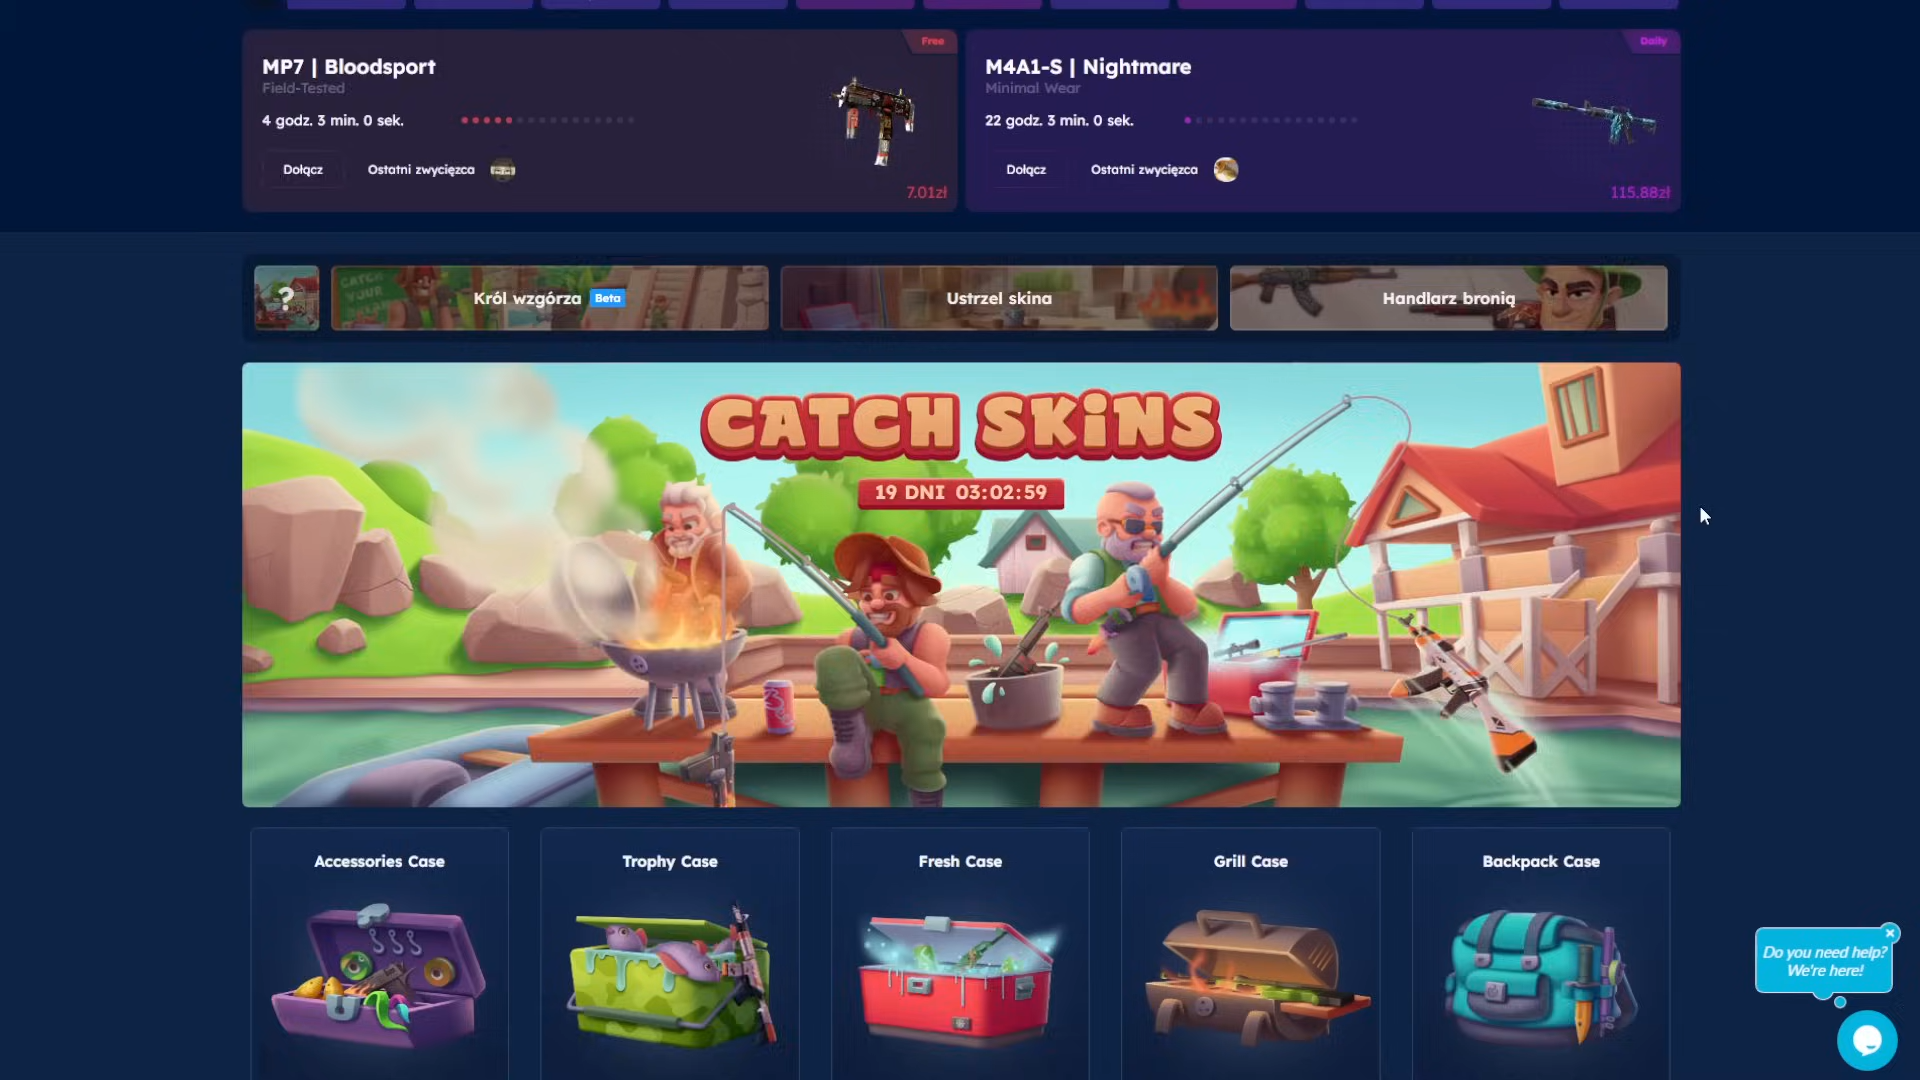 Free
MP7 | Bloodsport
Field-Tested
4 godz. 3 min. 0 sek.
Dołącz
Ostatni zwycięzca
7.01zł
Daily
M4A1-S | Nightmare
Minimal Wear
22 godz. 3 min. 0 sek.
Dołącz
Ostatni zwycięzca
115.88zł
?
CATCH YOUR
Król wzgórza Beta
Ustrzel skina
Handlarz bronią
CATCH SKiNS
19 DNI 03:02:59
Accessories Case
Trophy Case
Fresh Case
Grill Case
Backpack Case
Do you need help?
We're here!